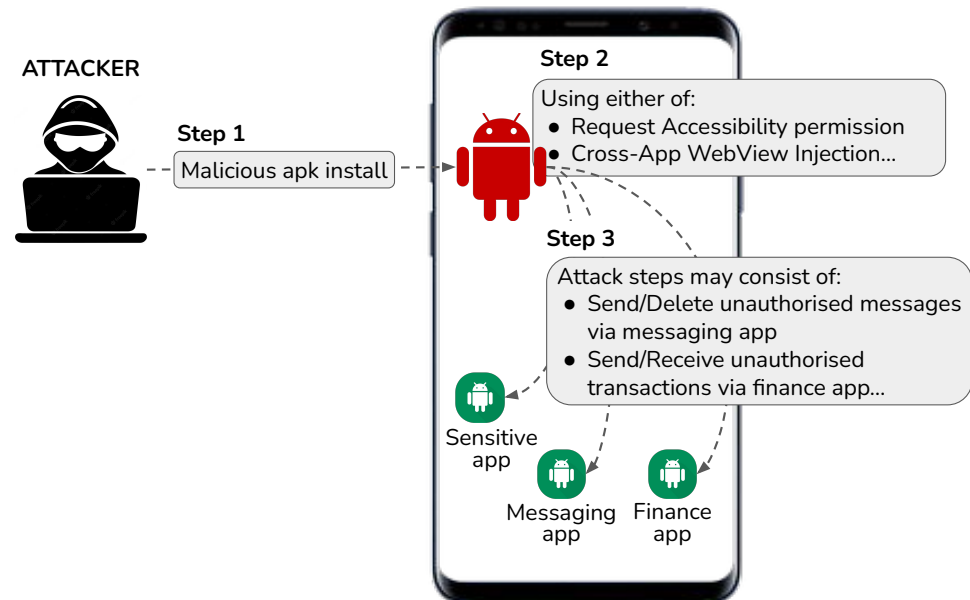 ATTACKER
Step 1
Malicious apk install
Step 2
Using either of:
● Request Accessibility permission
● Cross-App WebView Injection...
Step 3
Attack steps may consist of:
● Send/Delete unauthorised messages
via messaging app
● Send/Receive unauthorised
transactions via finance app...
Sensitive
app
Messaging
app
Finance
app